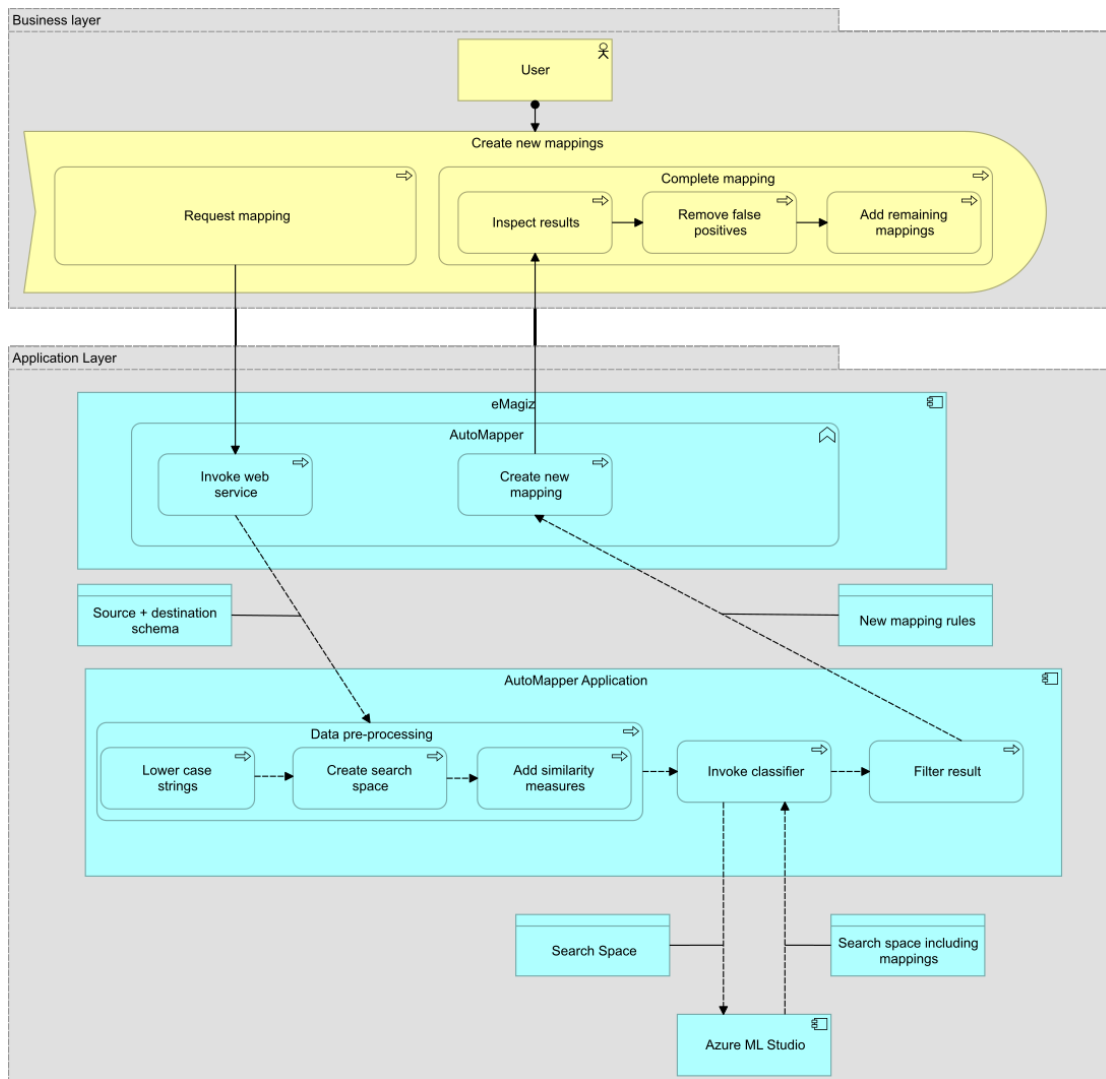 Business layer
User
Create new mappings
Request mapping
Complete mapping
Inspect results
Remove false
positives
Add remaining
mappings
Application Layer
eMagiz
AutoMapper
Invoke web
service
Create new
mapping
Source + destination
schema
New mapping rules
AutoMapper Application
Data pre-processing
Lower case
strings
Create search
space
Add similarity
measures
Invoke classifier
Filter result
Search Space
Search space including
mappings
Azure ML Studio